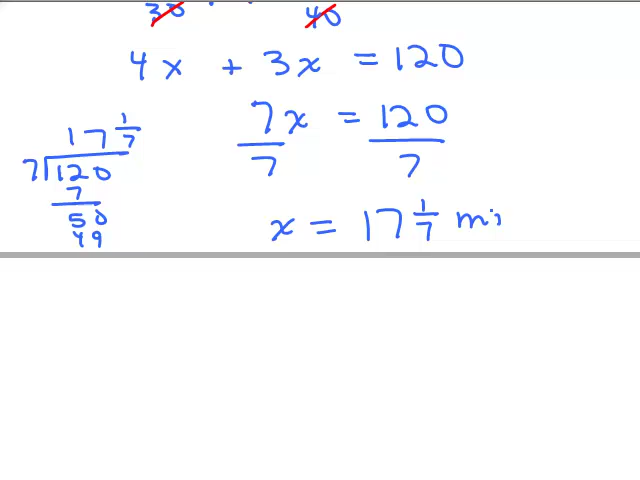 30 40
4x + 3x = 120
7x = 120
7 7
x = 17 1/7 mi
17 1/7
7 120
7
50
49